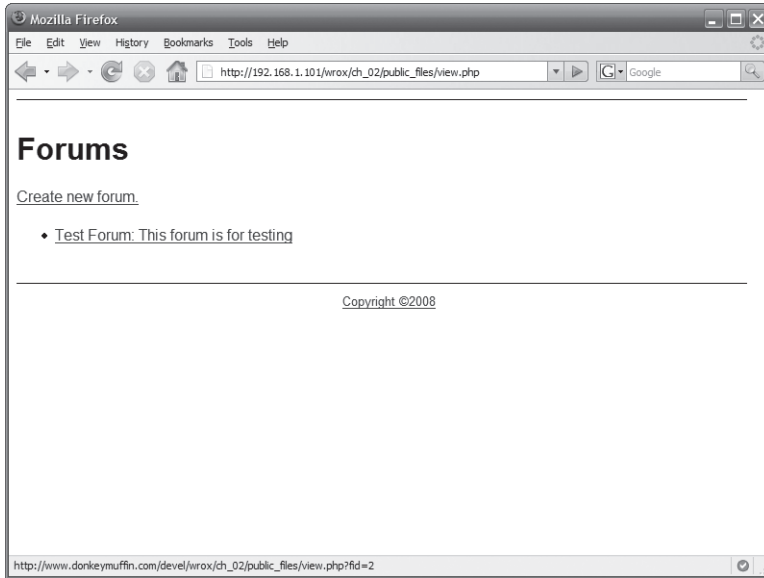 Mozilla Firefox
File Edit View History Bookmarks Tools Help
http://192.168.1.101/wrox/ch_02/public_files/view.php
G Google
Forums
Create new forum.
Test Forum: This forum is for testing
Copyright ©2008
http://www.donkeymuffin.com/devel/wrox/ch_02/public_files/view.php?fid=2